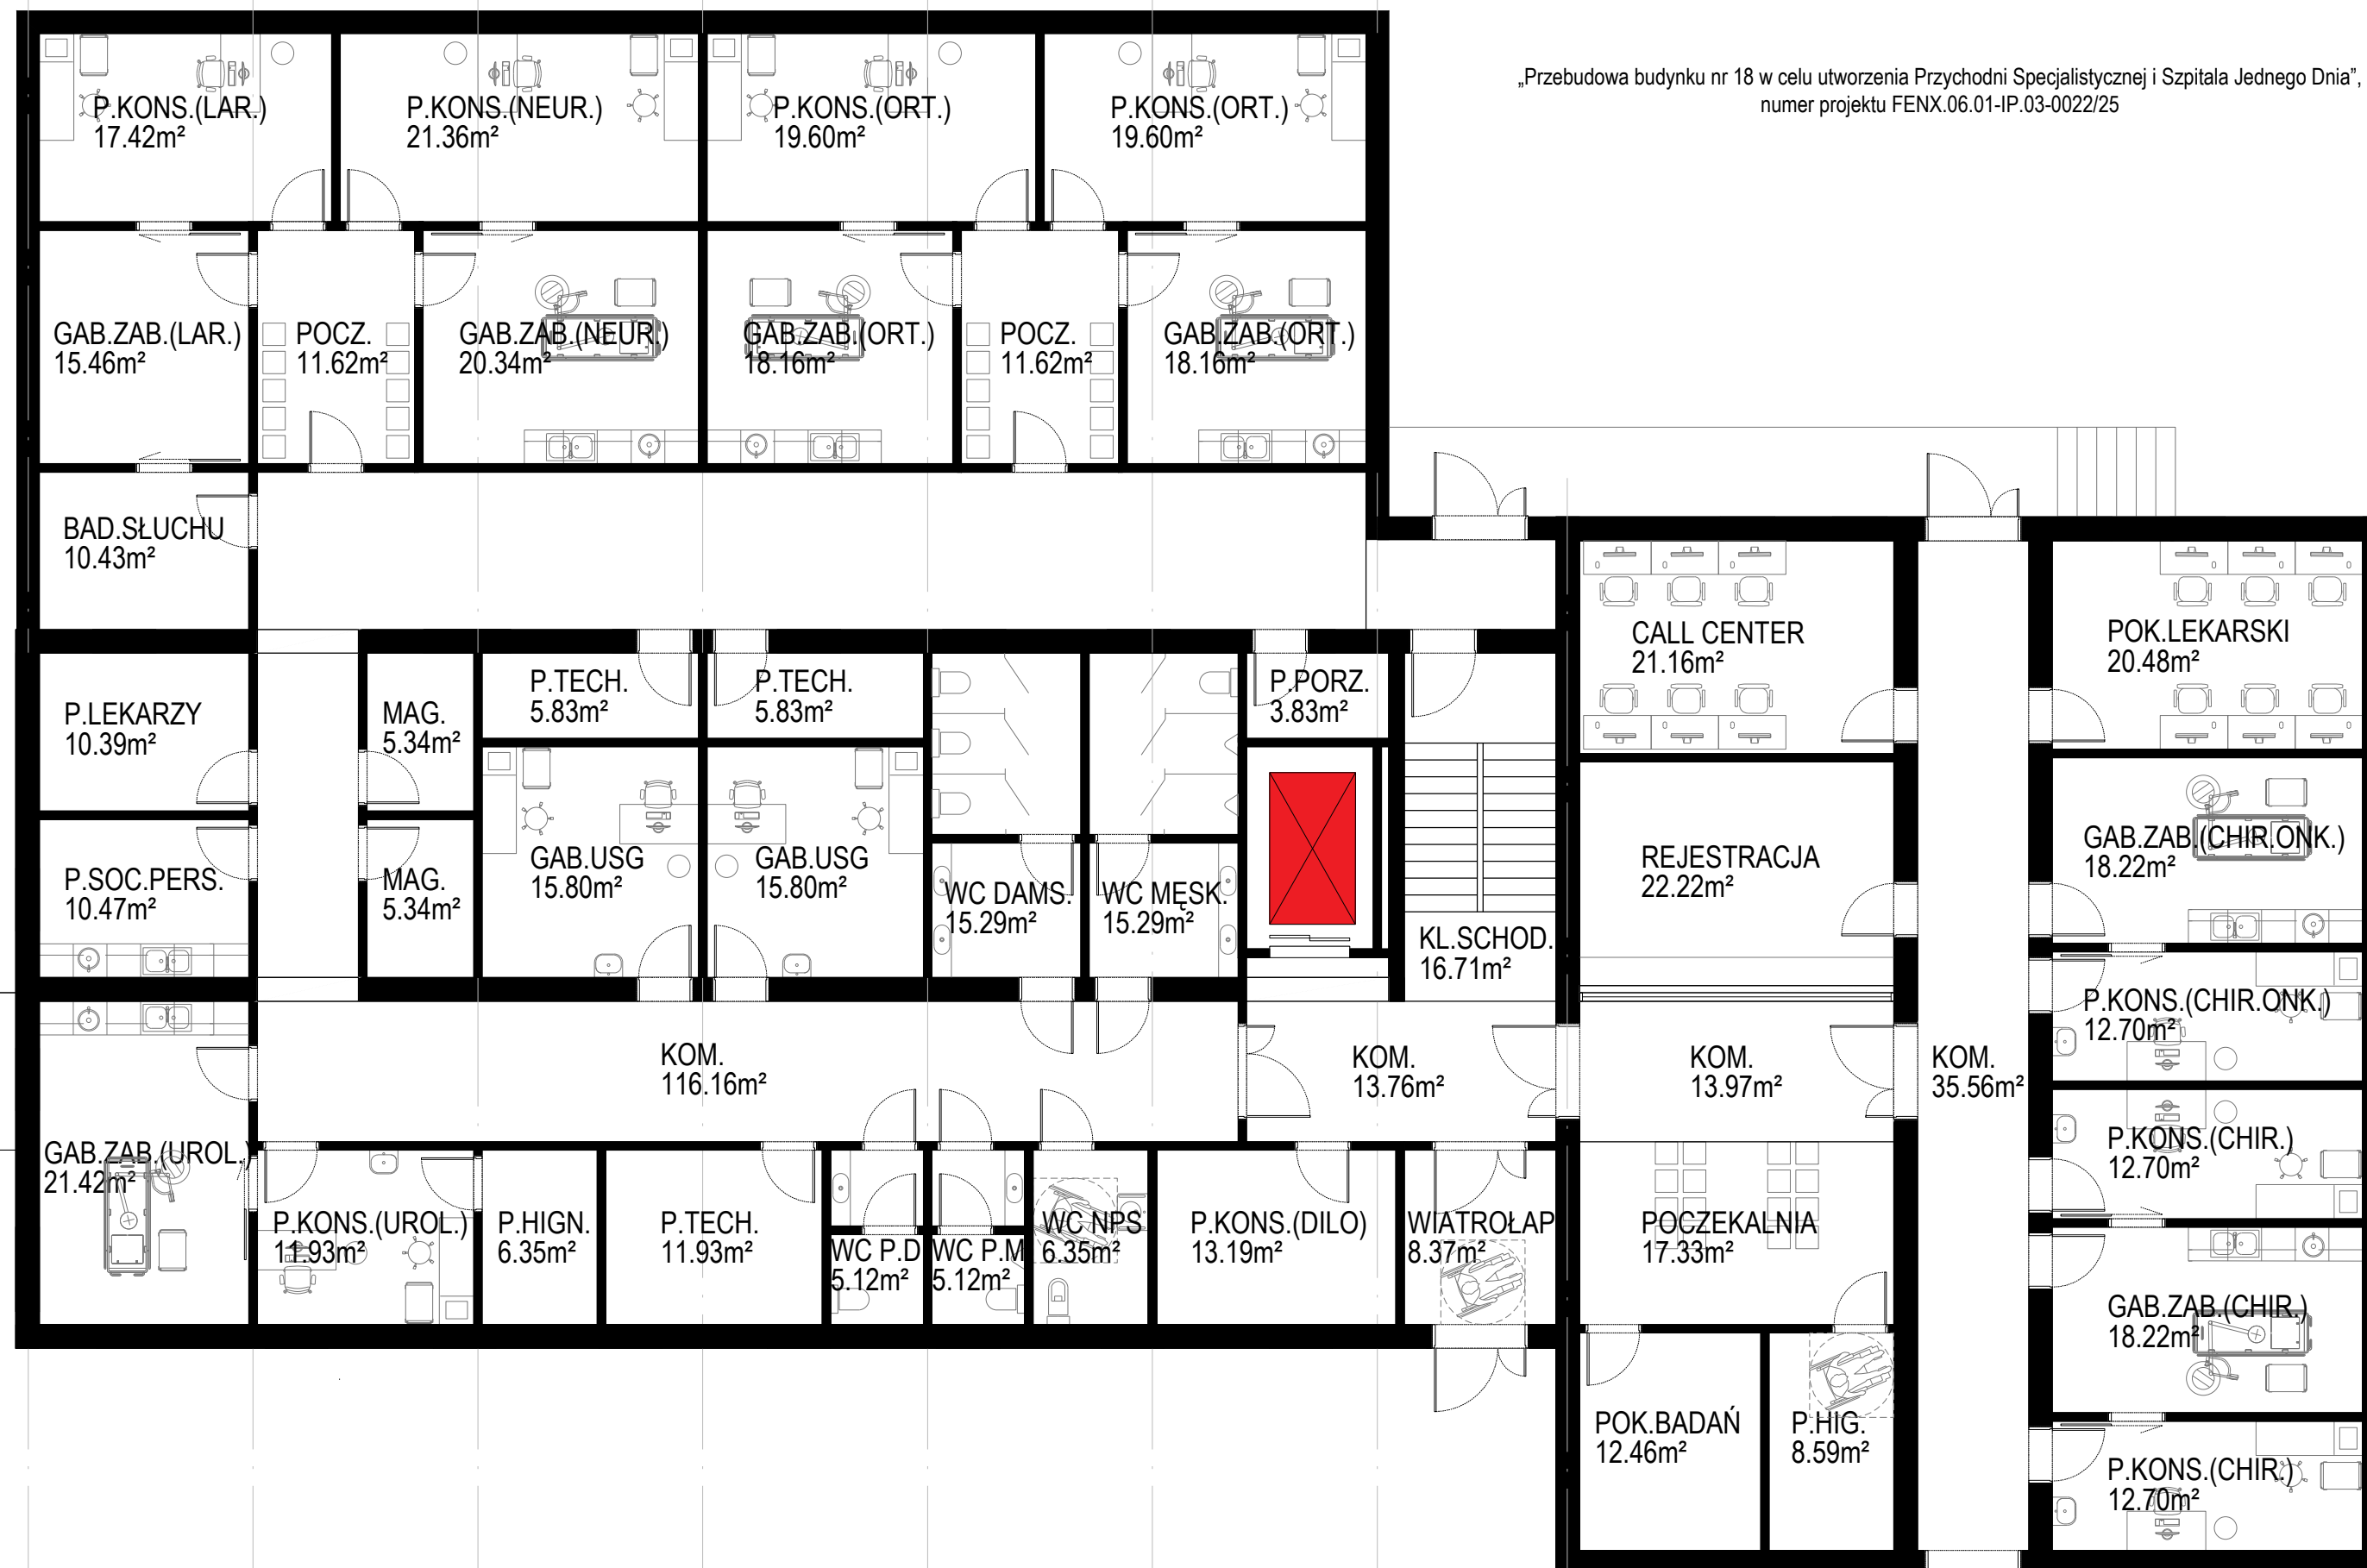 „Przebudowa budynku nr 18 w celu utworzenia Przychodni Specjalistycznej i Szpitala Jednego Dnia”,
numer projektu FENX.06.01-IP.03-0022/25
P.KONS.(LAR.)
17.42m²
P.KONS.(NEUR.)
21.36m²
P.KONS.(ORT.)
19.60m²
P.KONS.(ORT.)
19.60m²
GAB.ZAB.(LAR.)
15.46m²
POCZ.
11.62m²
GAB.ZAB.(NEUR.)
20.34m²
GAB.ZAB.(ORT.)
18.16m²
POCZ.
11.62m²
GAB.ZAB.(ORT.)
18.16m²
BAD.SŁUCHU
10.43m²
CALL CENTER
21.16m²
POK.LEKARSKI
20.48m²
P.LEKARZY
10.39m²
MAG.
5.34m²
P.TECH.
5.83m²
P.TECH.
5.83m²
P.PORZ.
3.83m²
P.SOC.PERS.
10.47m²
MAG.
5.34m²
GAB.USG
15.80m²
GAB.USG
15.80m²
WC DAMS.
15.29m²
WC MĘSK.
15.29m²
KL.SCHOD.
16.71m²
REJESTRACJA
22.22m²
GAB.ZAB.(CHIR.ONK.)
18.22m²
P.KONS.(CHIR.ONK.)
12.70m²
KOM.
116.16m²
KOM.
13.76m²
KOM.
13.97m²
KOM.
35.56m²
P.KONS.(CHIR.)
12.70m²
GAB.ZAB.(UROL.)
21.42m²
P.KONS.(UROL.)
11.93m²
P.HIGN.
6.35m²
P.TECH.
11.93m²
WC P.D
5.12m²
WC P.M
5.12m²
WC NPS
6.35m²
P.KONS.(DILO)
13.19m²
WIATROŁAP
8.37m²
POCZEKALNIA
17.33m²
GAB.ZAB.(CHIR.)
18.22m²
POK.BADAŃ
12.46m²
P.HIG.
8.59m²
P.KONS.(CHIR.)
12.70m²